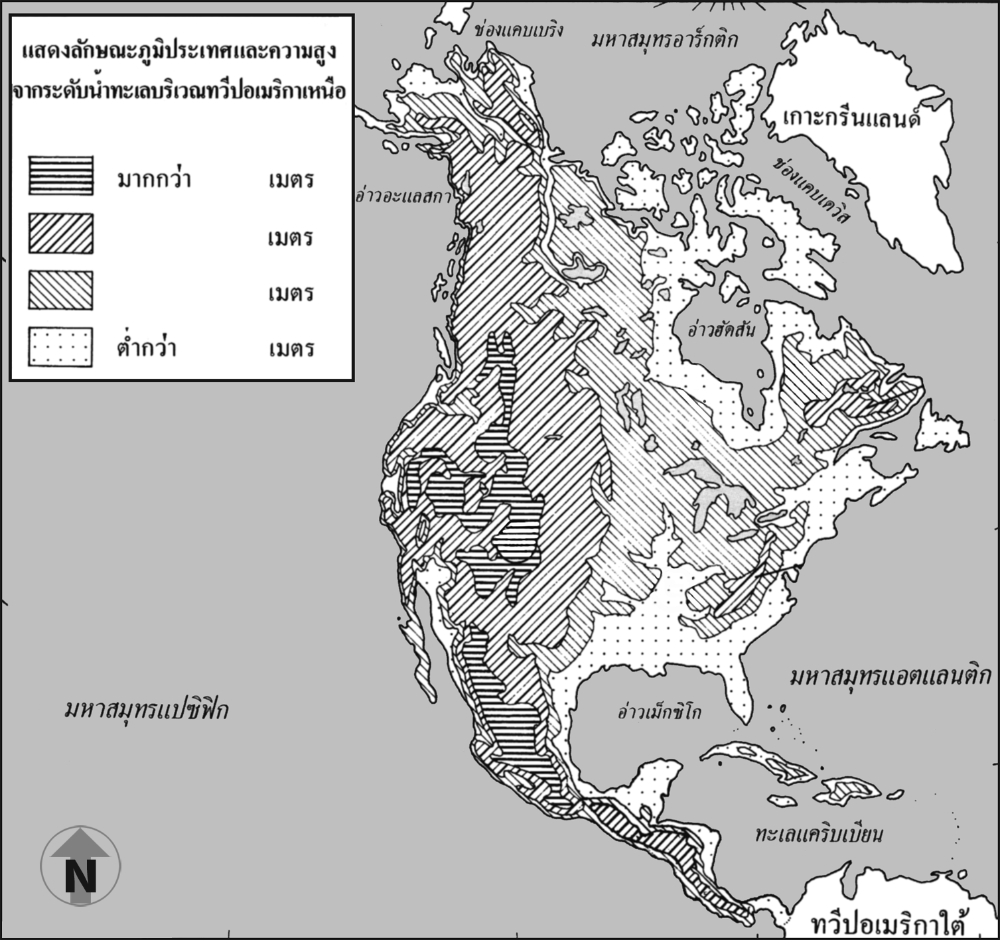 แสดงลักษณะภูมิประเทศและความสูง
จากระดับน้ำทะเลบริเวณทวีปอเมริกาเหนือ
มากกว่า เมตร
เมตร
เมตร
ต่ำกว่า เมตร
ช่องแคบเบริง
มหาสมุทรอาร์กติก
เกาะกรีนแลนด์
ช่องแคบเดวิส
อ่าวอะแลสกา
อ่าวฮัดสัน
มหาสมุทรแอตแลนติก
มหาสมุทรแปซิฟิก
อ่าวเม็กซิโก
ทะเลแคริบเบียน
N
ทวีปอเมริกาใต้